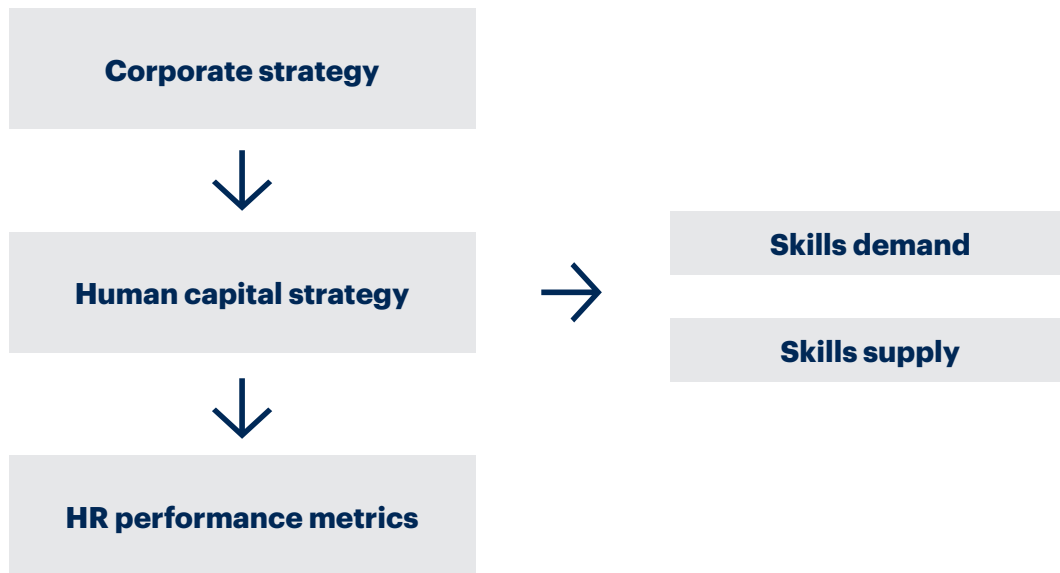 Corporate strategy
Human capital strategy
Skills demand
Skills supply
HR performance metrics